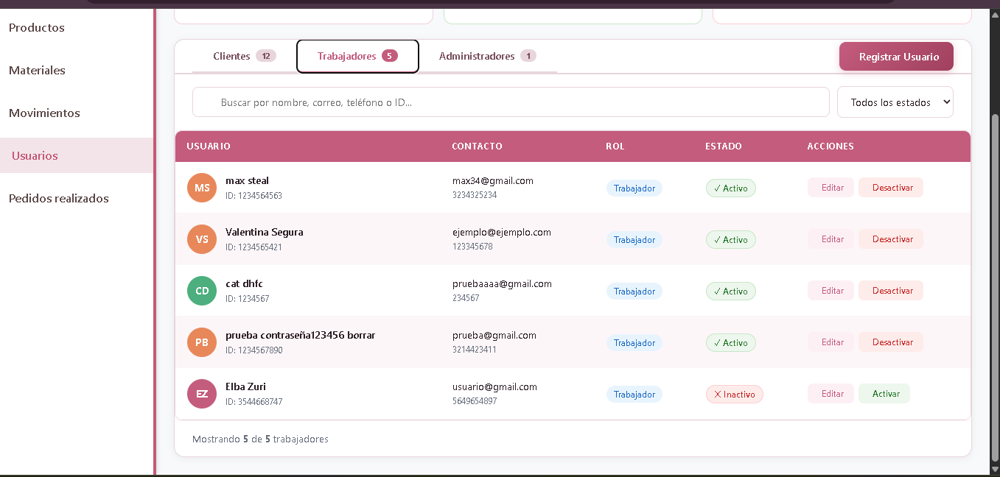 Productos
Materiales
Movimientos
Usuarios
Pedidos realizados
Clientes 12 Trabajadores 5 Administradores 1 Registrar Usuario
Buscar por nombre, correo, teléfono o ID... Todos los estados
USUARIO CONTACTO ROL ESTADO ACCIONES
MS max steal max34@gmail.com Trabajador ✓ Activo Editar Desactivar
ID: 1234564563 3234325234
VS Valentina Segura ejemplo@ejemplo.com Trabajador ✓ Activo Editar Desactivar
ID: 1234565421 123345678
CD cat dhfc pruebaaaa@gmail.com Trabajador ✓ Activo Editar Desactivar
ID: 1234567 234567
PB prueba contraseña123456 borrar prueba@gmail.com Trabajador ✓ Activo Editar Desactivar
ID: 1234567890 3214423411
EZ Elba Zuri usuario@gmail.com Trabajador ✕ Inactivo Editar Activar
ID: 3544668747 5649654897
Mostrando 5 de 5 trabajadores